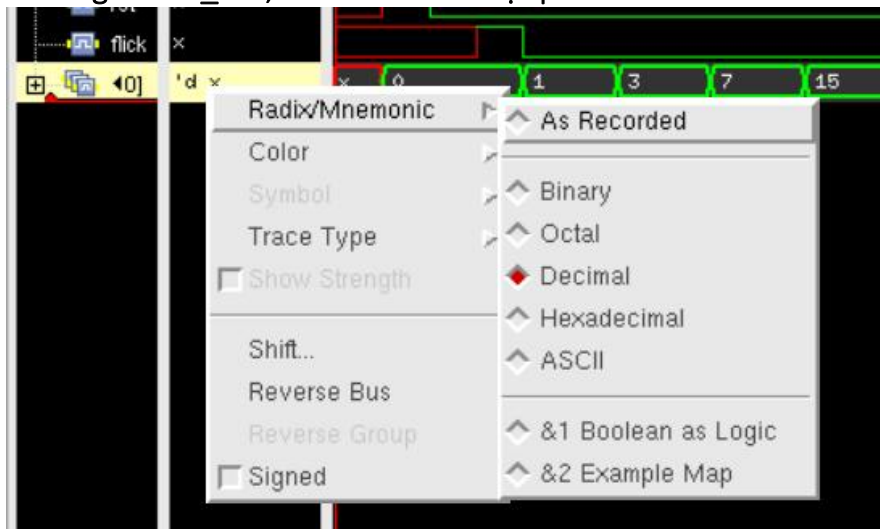 flick ×
◀0] 'd × × 0 1 3 7 15
Radix/Mnemonic
As Recorded
Color
Symbol
Binary
Trace Type
Octal
Show Strength
Decimal
Hexadecimal
Shift...
ASCII
Reverse Bus
Reverse Group
&1 Boolean as Logic
Signed
&2 Example Map